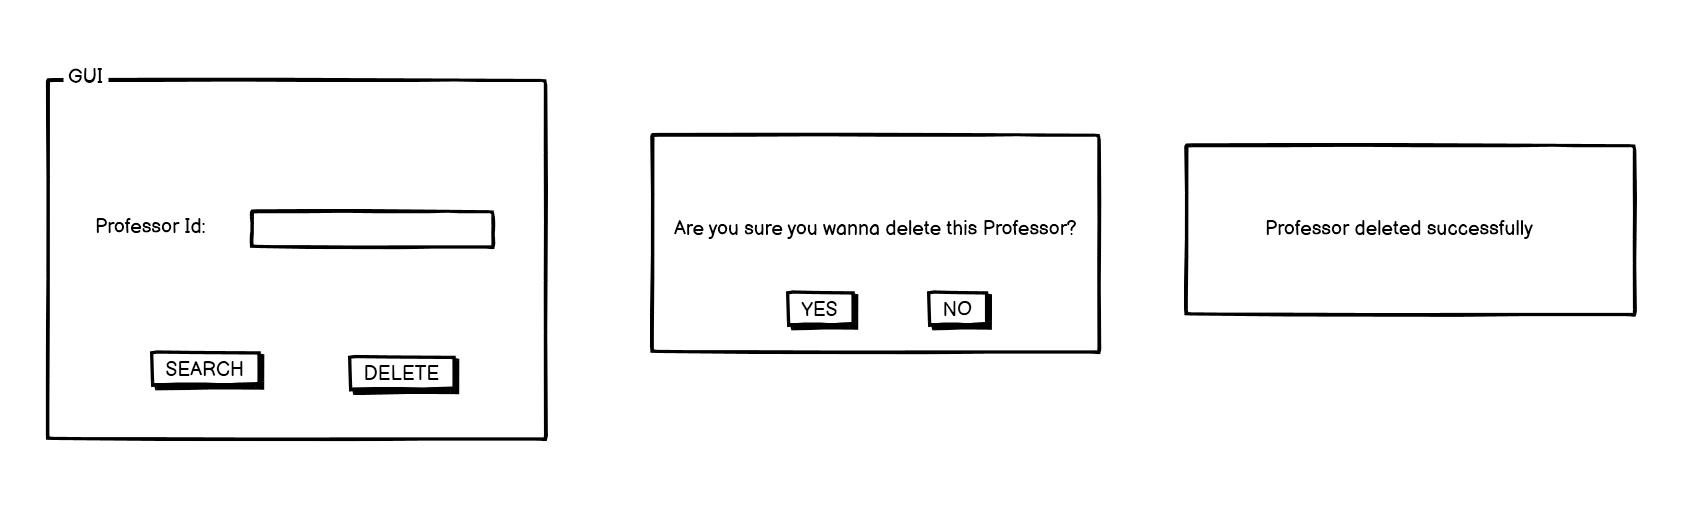 GUI
Professor Id:
SEARCH
DELETE
Are you sure you wanna delete this Professor?
YES
NO
Professor deleted successfully